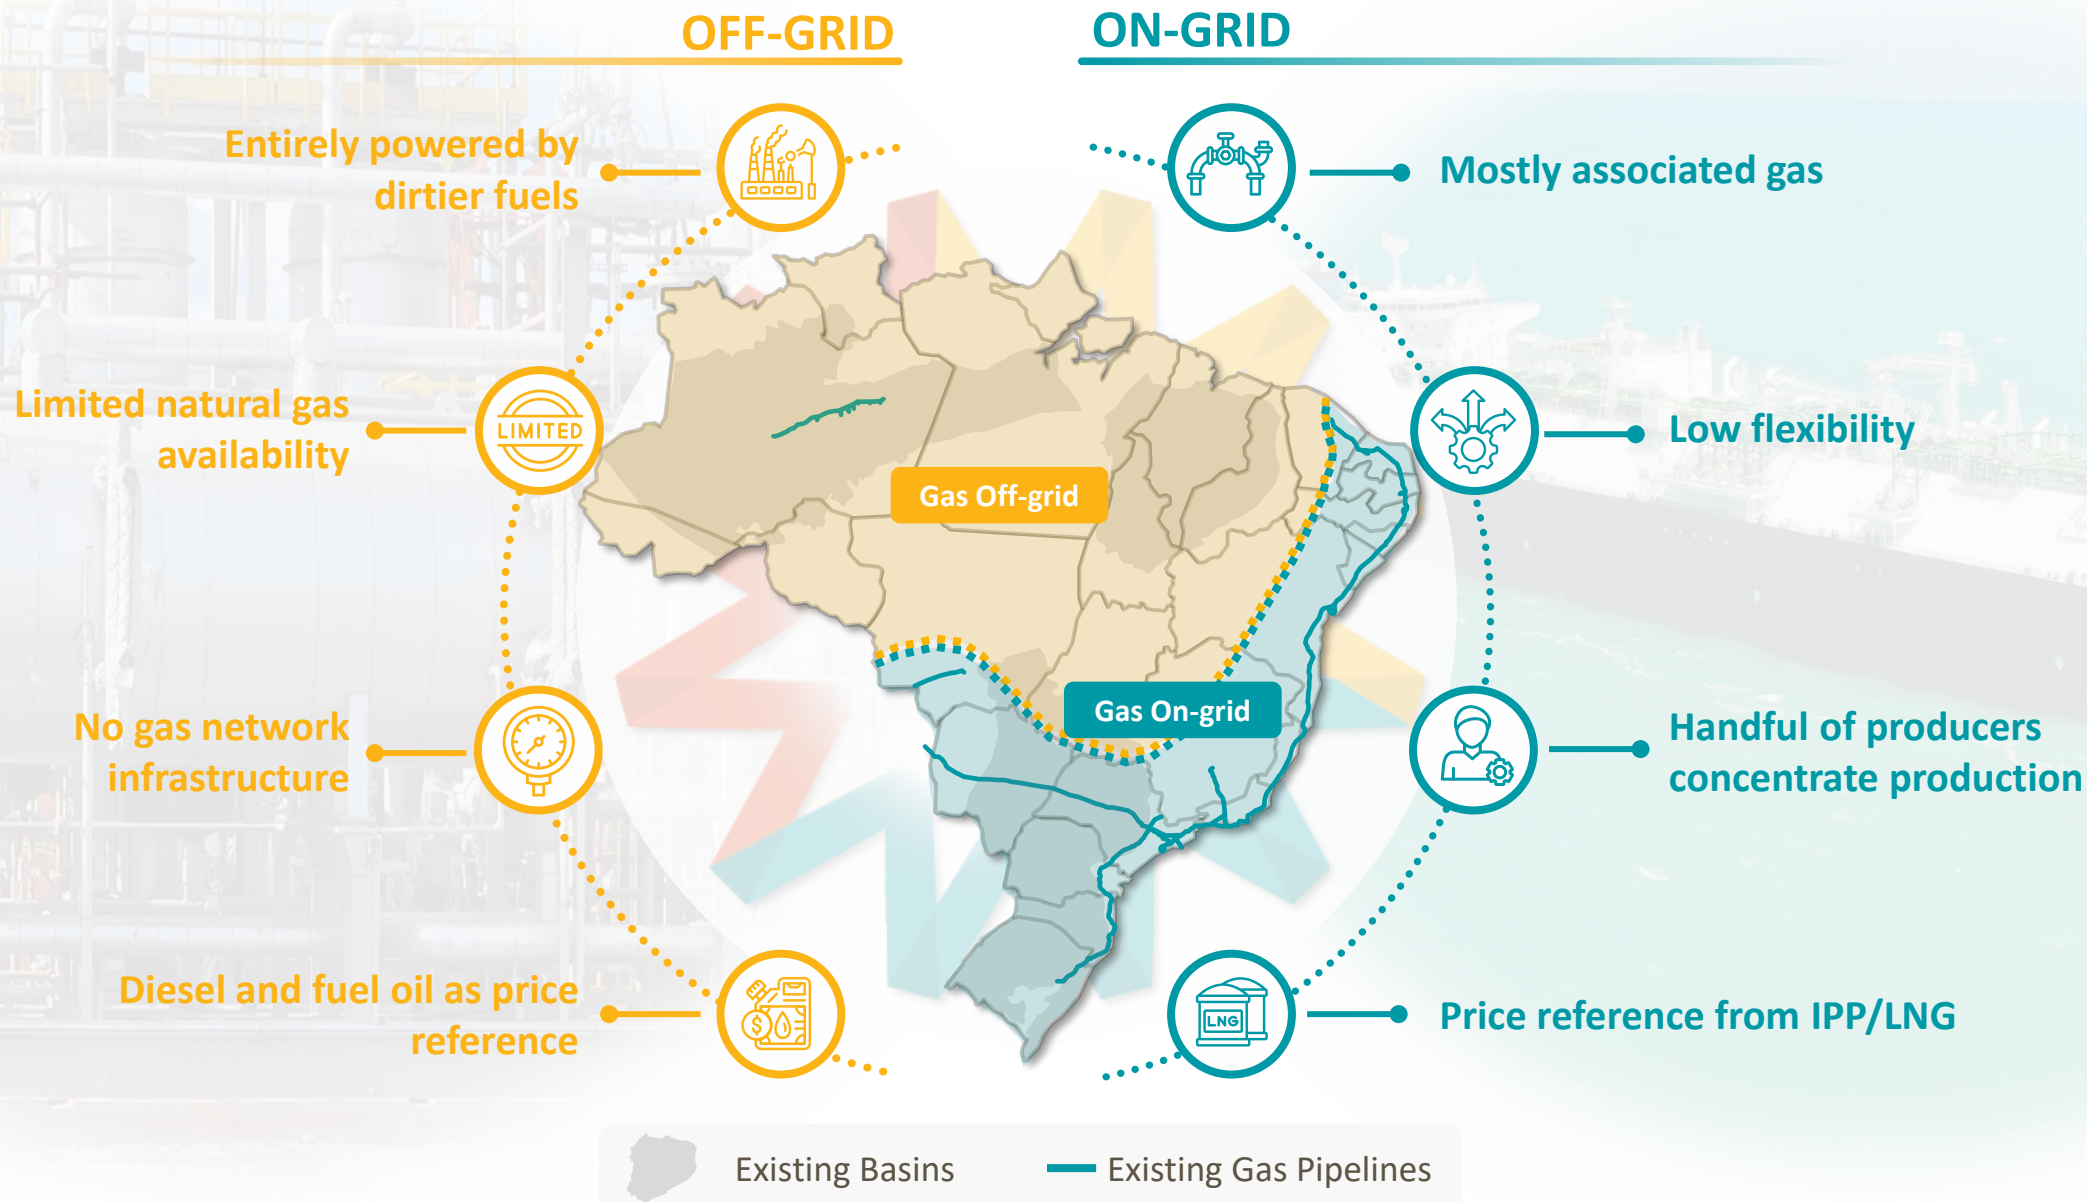 OFF-GRID
ON-GRID
Entirely powered by
dirtier fuels
Mostly associated gas
Limited natural gas
availability
LIMITED
Low flexibility
Gas Off-grid
No gas network
infrastructure
Gas On-grid
Handful of producers
concentrate production
Diesel and fuel oil as price
reference
$
LNG
Price reference from IPP/LNG
Existing Basins
Existing Gas Pipelines